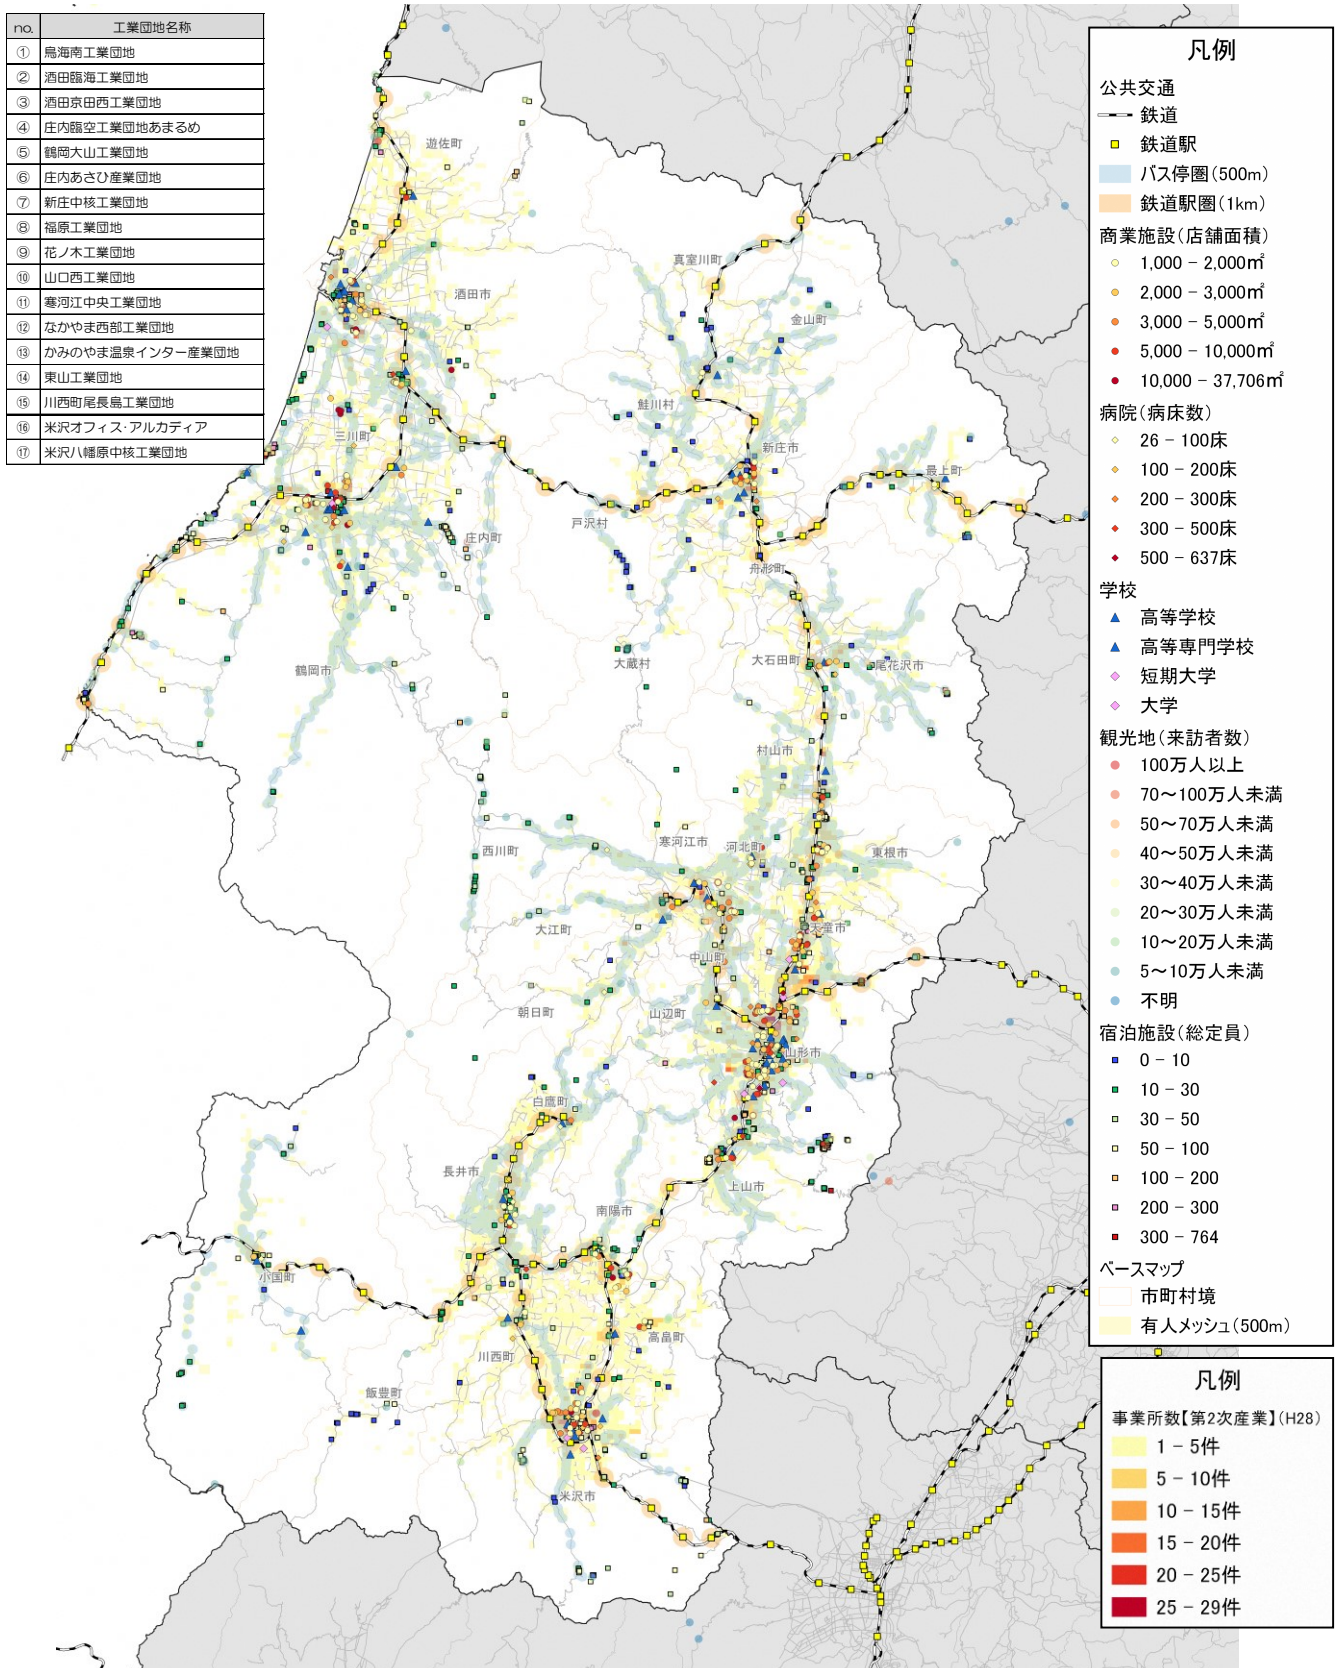 no. 工業団地名称
① 鳥海南工業団地
② 酒田臨海工業団地
③ 酒田京田西工業団地
④ 庄内臨空工業団地あまるめ
⑤ 鶴岡大山工業団地
⑥ 庄内あさひ産業団地
⑦ 新庄中核工業団地
⑧ 福原工業団地
⑨ 花ノ木工業団地
⑩ 山口西工業団地
⑪ 寒河江中央工業団地
⑫ なかやま西部工業団地
⑬ かみのやま温泉インター産業団地
⑭ 東山工業団地
⑮ 川西町尾長島工業団地
⑯ 米沢オフィス・アルカディア
⑰ 米沢八幡原中核工業団地
遊佐町
真室川町
酒田市
金山町
鮭川村
三川町
新庄市
最上町
戸沢村
庄内町
舟形町
大蔵村
大石田町
尾花沢市
鶴岡市
村山市
西川町
寒河江市
河北町
東根市
大江町
天童市
中山町
朝日町
山辺町
山形市
白鷹町
長井市
上山市
南陽市
小国町
高畠町
川西町
飯豊町
米沢市
凡例
公共交通
鉄道
鉄道駅
バス停圏(500m)
鉄道駅圏(1km)
商業施設(店舗面積)
1,000 - 2,000㎡
2,000 - 3,000㎡
3,000 - 5,000㎡
5,000 - 10,000㎡
10,000 - 37,706㎡
病院(病床数)
26 - 100床
100 - 200床
200 - 300床
300 - 500床
500 - 637床
学校
高等学校
高等専門学校
短期大学
大学
観光地(来訪者数)
100万人以上
70～100万人未満
50～70万人未満
40～50万人未満
30～40万人未満
20～30万人未満
10～20万人未満
5～10万人未満
不明
宿泊施設(総定員)
0 - 10
10 - 30
30 - 50
50 - 100
100 - 200
200 - 300
300 - 764
ベースマップ
市町村境
有人メッシュ(500m)
凡例
事業所数【第2次産業】(H28)
1 - 5件
5 - 10件
10 - 15件
15 - 20件
20 - 25件
25 - 29件